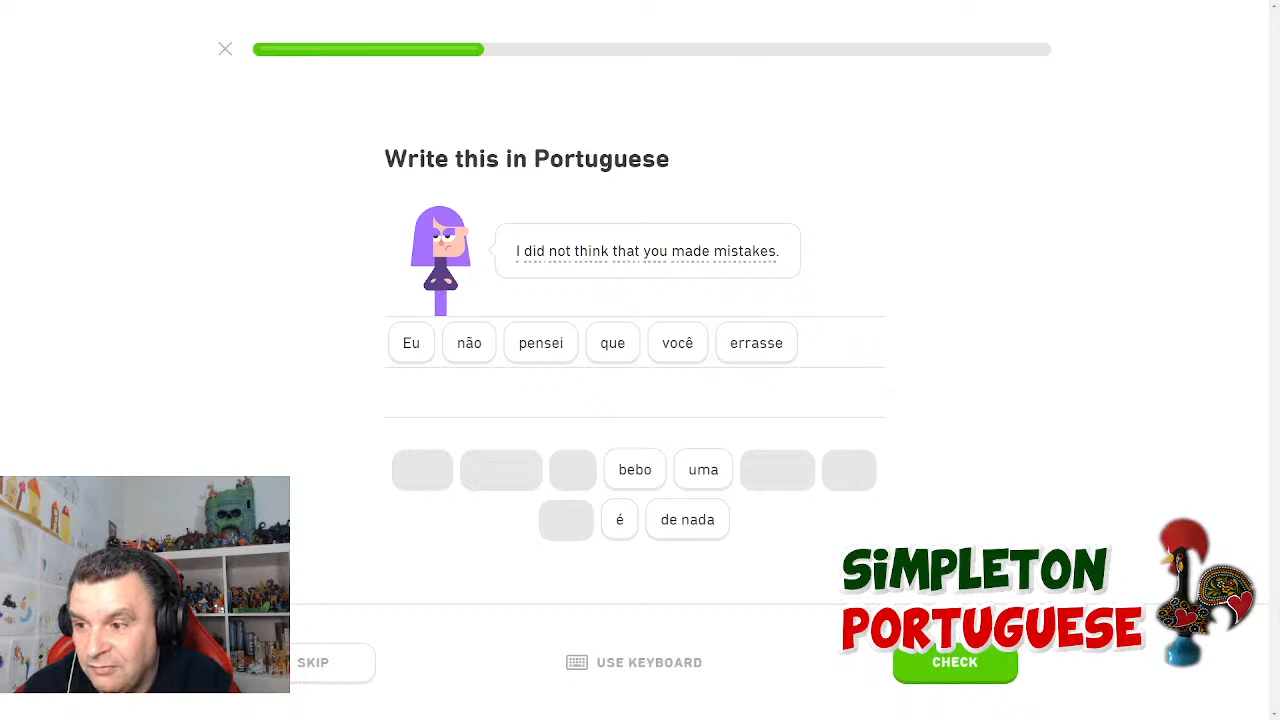 Write this in Portuguese
I did not think that you made mistakes.
Eu não pensei que você errasse
bebo uma
é de nada
SiMPLETON
PORTUGUESE
SKIP
USE KEYBOARD
CHECK